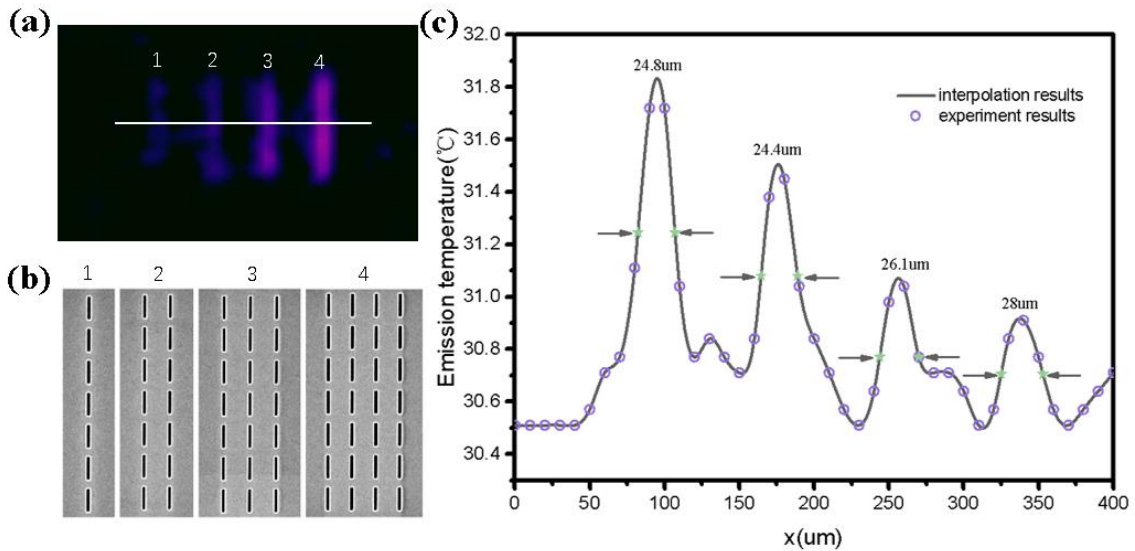 (a)
1 2 3 4
(b)
1 2 3 4
(c)
Emission temperature(℃)
32.0
31.8
31.6
31.4
31.2
31.0
30.8
30.6
30.4
24.8um
24.4um
26.1um
28um
interpolation results
experiment results
0 50 100 150 200 250 300 350 400
x(um)